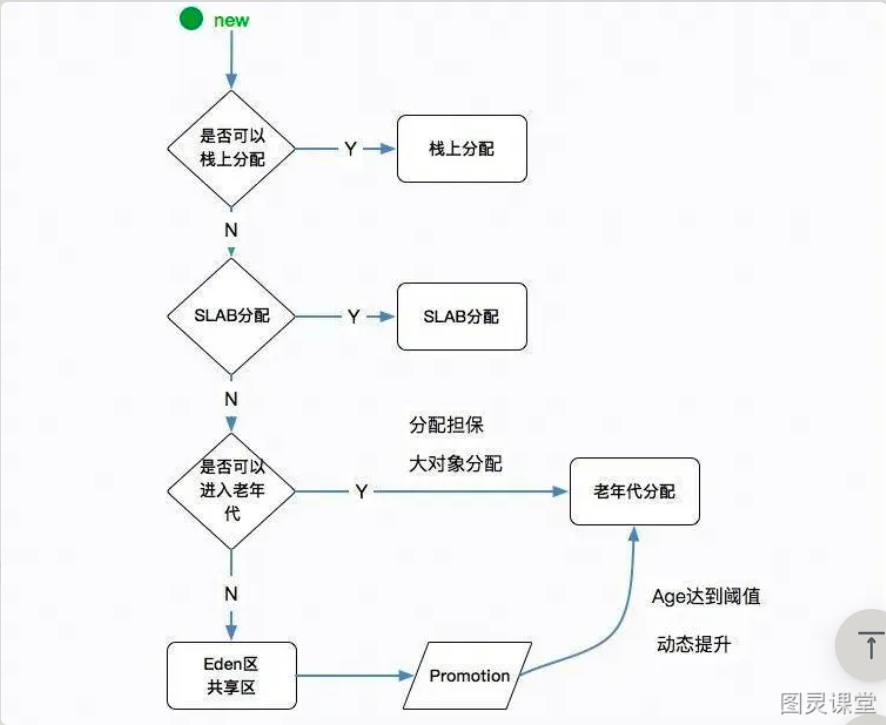 new
是否可以
栈上分配
Y
栈上分配
N
SLAB分配
Y
SLAB分配
N
分配担保
大对象分配
是否可以
进入老年
代
Y
老年代分配
N
Age达到阈值
动态提升
Eden区
共享区
Promotion
图灵课堂